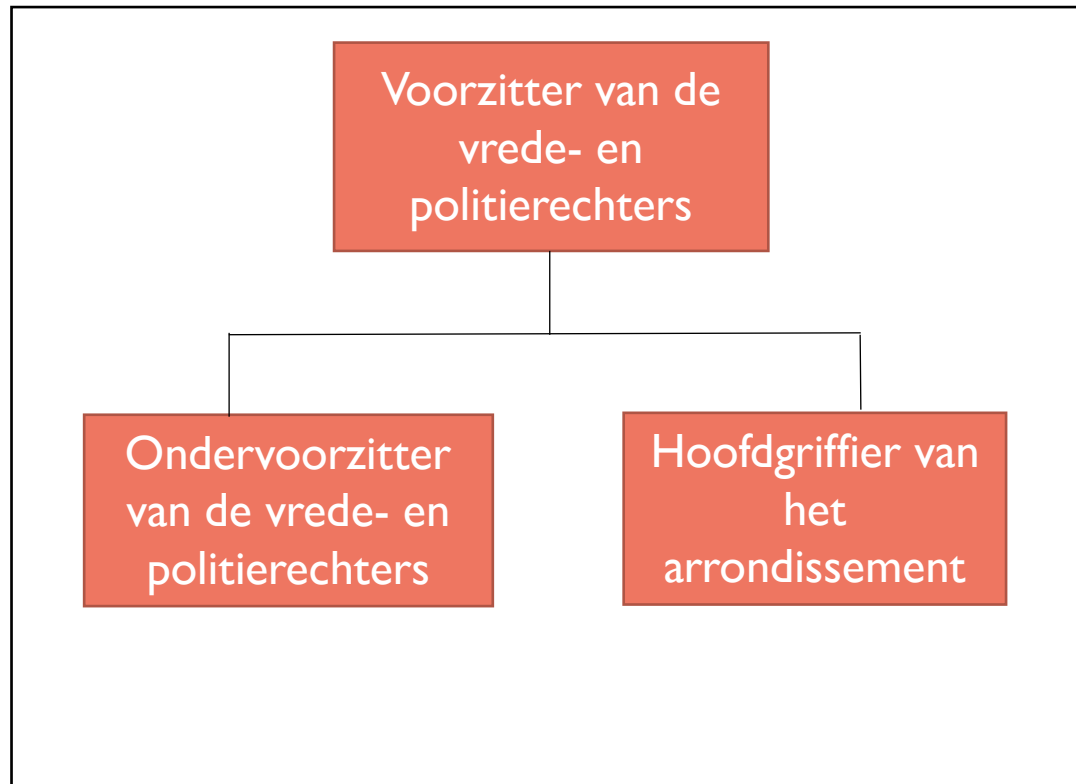 Voorzitter van de
vrede- en
politierechters
Ondervoorzitter
van de vrede- en
politierechters
Hoofdgriffier van
het
arrondissement